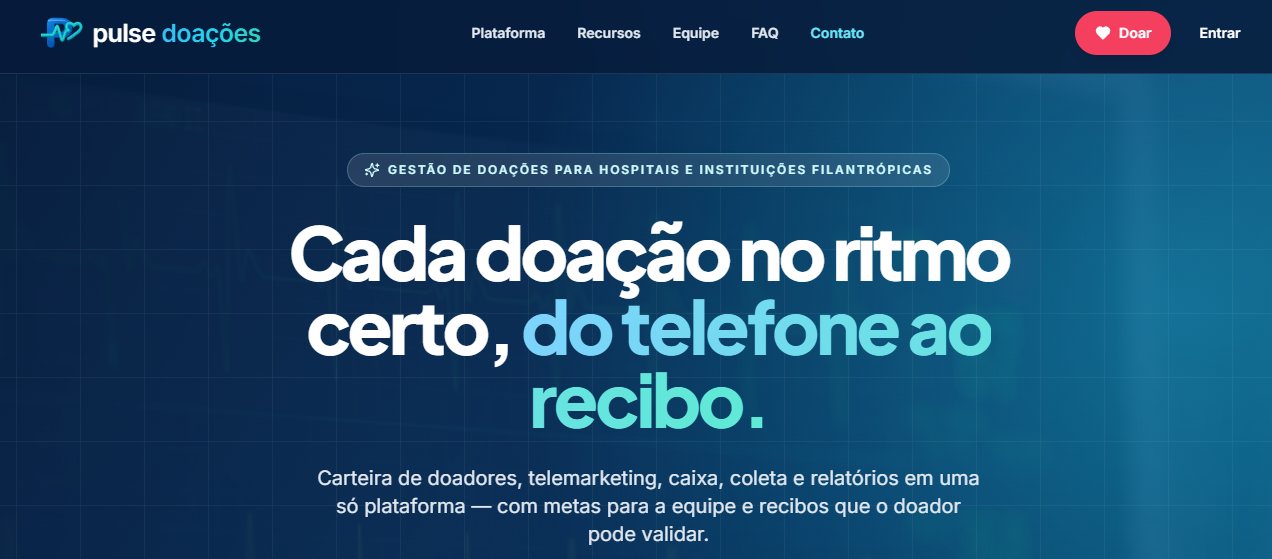 pulse doações
Plataforma Recursos Equipe FAQ Contato
Doar Entrar
GESTÃO DE DOAÇÕES PARA HOSPITAIS E INSTITUIÇÕES FILANTRÓPICAS
Cada doação no ritmo
certo, do telefone ao
recibo.
Carteira de doadores, telemarketing, caixa, coleta e relatórios em uma
só plataforma — com metas para a equipe e recibos que o doador
pode validar.